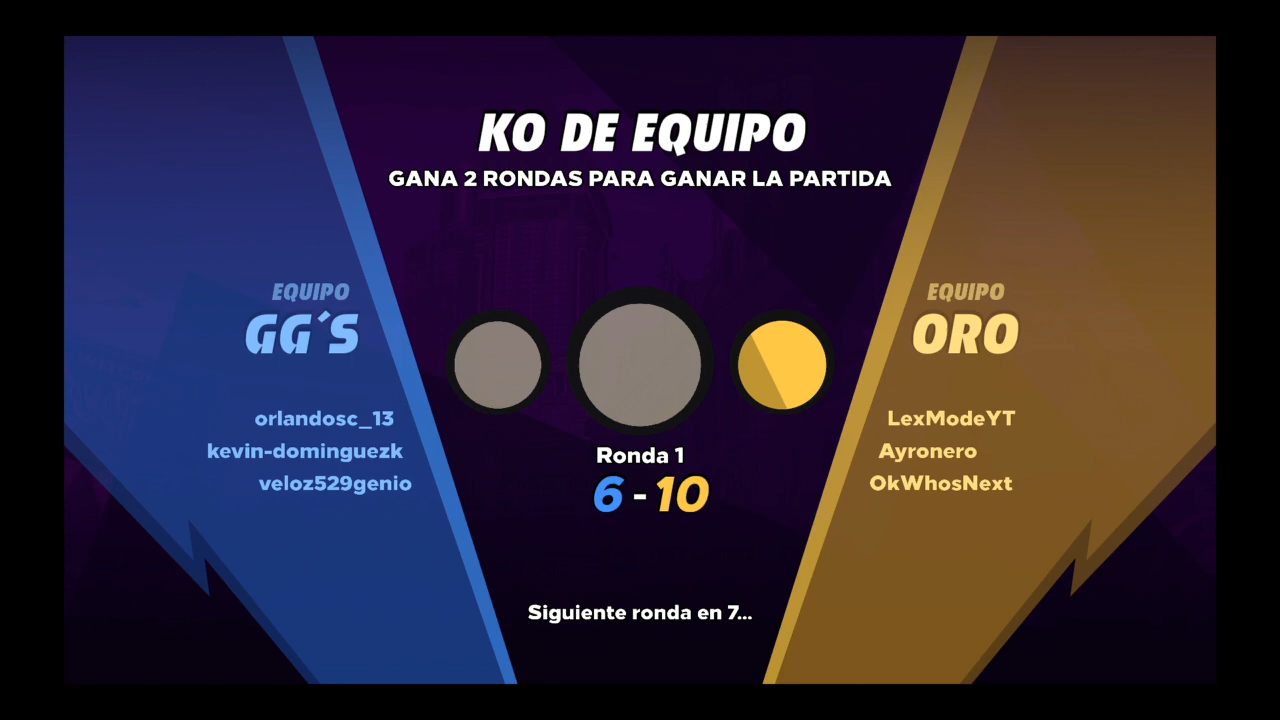 KO DE EQUIPO
GANA 2 RONDAS PARA GANAR LA PARTIDA
EQUIPO
GG´S
orlandosc_13
kevin-dominguezk
veloz529genio
Ronda 1
6 - 10
EQUIPO
ORO
LexModeYT
Ayronero
OkWhosNext
Siguiente ronda en 7...